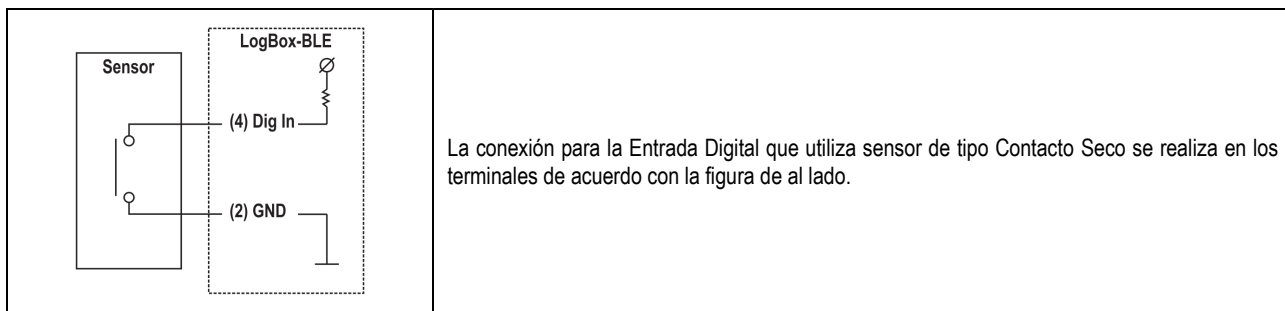 LogBox-BLE
Sensor
(4) Dig In
(2) GND
La conexión para la Entrada Digital que utiliza sensor de tipo Contacto Seco se realiza en los
terminales de acuerdo con la figura de al lado.